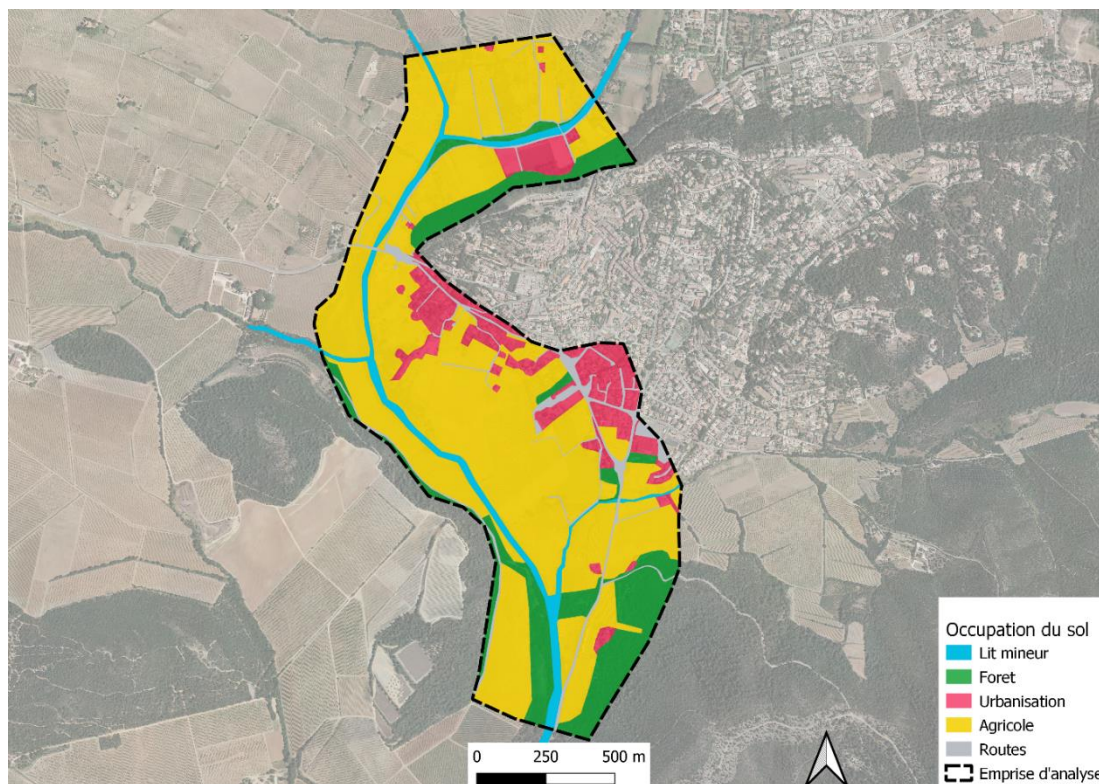 Occupation du sol
Lit mineur
Foret
Urbanisation
Agricole
Routes
Emprise d'analyse
0 250 500 m